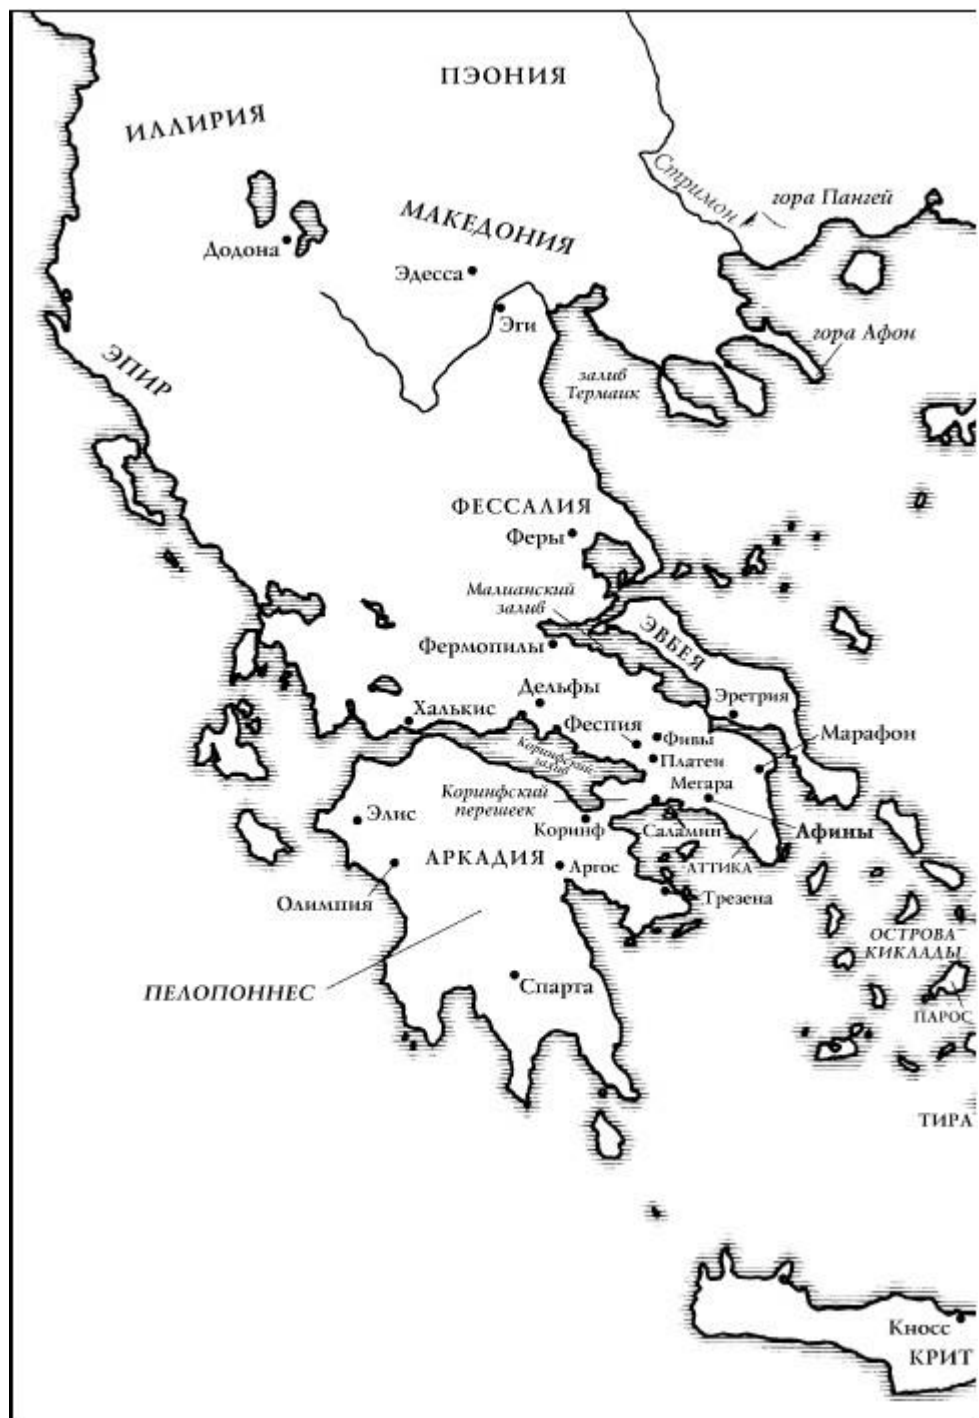 ПЭОНИЯ
ИЛЛИРИЯ
Стримон
гора Пангей
МАКЕДОНИЯ
Додона
Эдесса
Эги
гора Афон
ЭПИР
залив
Термаик
ФЕССАЛИЯ
Феры
Малианский
залив
ЭВБЕЯ
Фермопилы
Дельфы
Эретрия
Халькис
Феспия
Фивы
Марафон
Коринфский
залив
Платеи
Мегара
Коринфский
перешеек
Элис
Коринф
Саламин
Афины
АРКАДИЯ
Аргос
АТТИКА
Олимпия
Трезена
ОСТРОВА
КИКЛАДЫ
ПЕЛОПОННЕС
Спарта
ПАРОС
ТИРА
Кносс
КРИТ